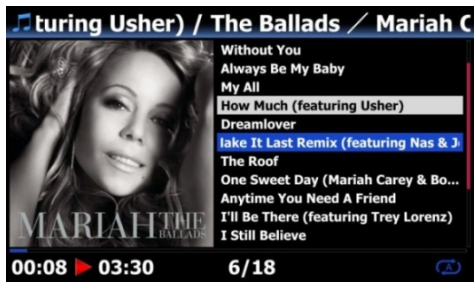 turing Usher) / The Ballads / Mariah C
Without You
Always Be My Baby
My All
How Much (featuring Usher)
Dreamlover
lake It Last Remix (featuring Nas & Jo
The Roof
One Sweet Day (Mariah Carey & Bo...
Anytime You Need A Friend
I'll Be There (featuring Trey Lorenz)
I Still Believe
MARIAH THE BALLADS
00:08 03:30 6/18 A